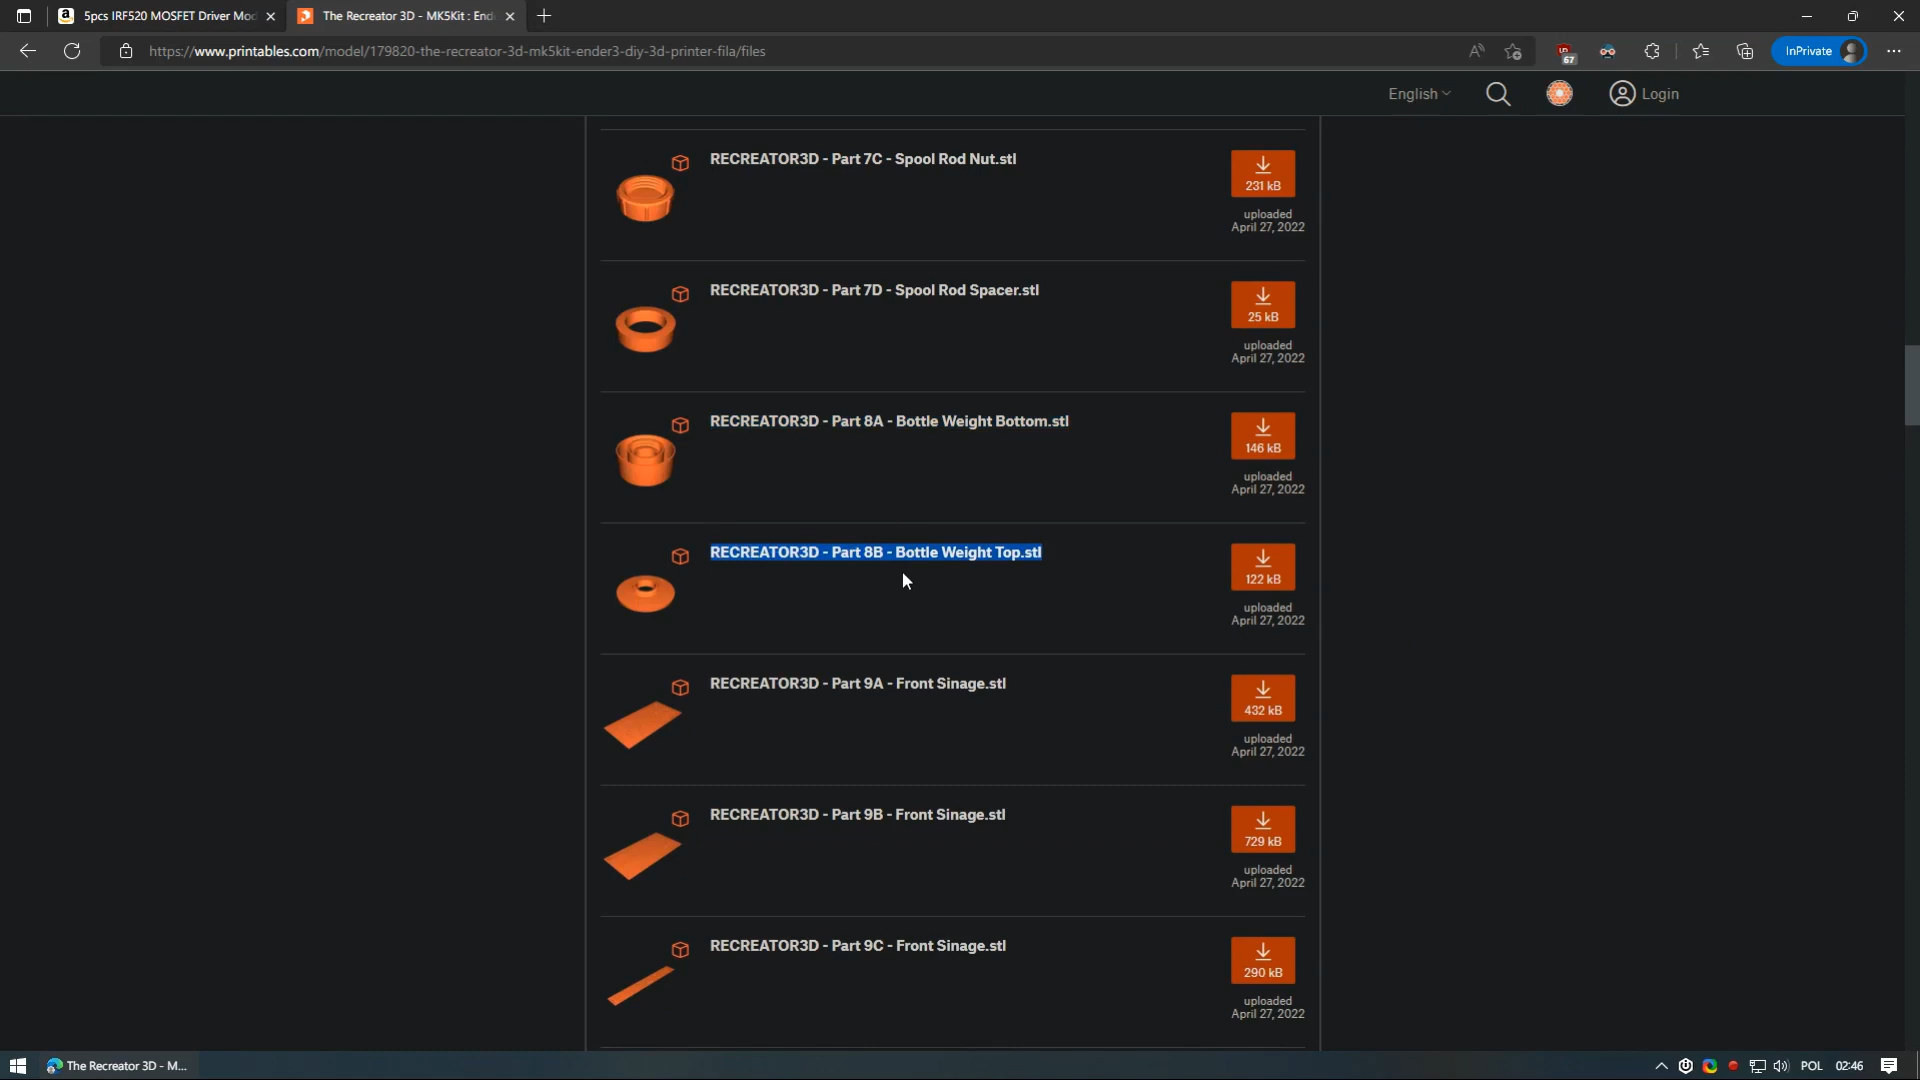 5pcs IRF520 MOSFET Driver Mod
The Recreator 3D - MK5Kit : End
https://www.printables.com/model/179820-the-recreator-3d-mk5kit-ender3-diy-3d-printer-fila/files
67
InPrivate
English
Login
RECREATOR3D - Part 7C - Spool Rod Nut.stl
231 kB
uploaded
April 27, 2022
RECREATOR3D - Part 7D - Spool Rod Spacer.stl
25 kB
uploaded
April 27, 2022
RECREATOR3D - Part 8A - Bottle Weight Bottom.stl
146 kB
uploaded
April 27, 2022
RECREATOR3D - Part 8B - Bottle Weight Top.stl
122 kB
uploaded
April 27, 2022
RECREATOR3D - Part 9A - Front Sinage.stl
432 kB
uploaded
April 27, 2022
RECREATOR3D - Part 9B - Front Sinage.stl
729 kB
uploaded
April 27, 2022
RECREATOR3D - Part 9C - Front Sinage.stl
290 kB
uploaded
April 27, 2022
The Recreator 3D - M...
POL
02:46